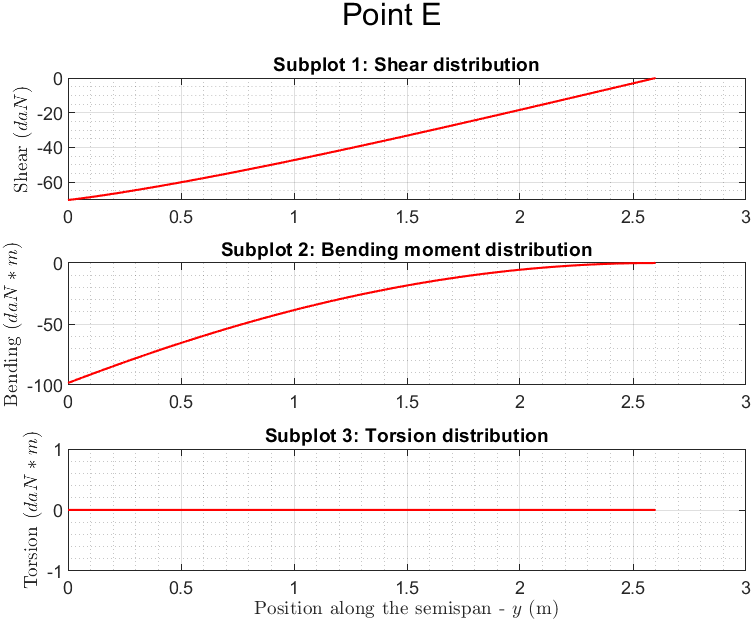 Point E
Subplot 1: Shear distribution
Shear (daN)
0
-20
-40
-60
0 0.5 1 1.5 2 2.5 3
Subplot 2: Bending moment distribution
Bending (daN * m)
0
-50
-100
0 0.5 1 1.5 2 2.5 3
Subplot 3: Torsion distribution
Torsion (daN * m)
1
0
-1
0 0.5 1 1.5 2 2.5 3
Position along the semispan - y (m)